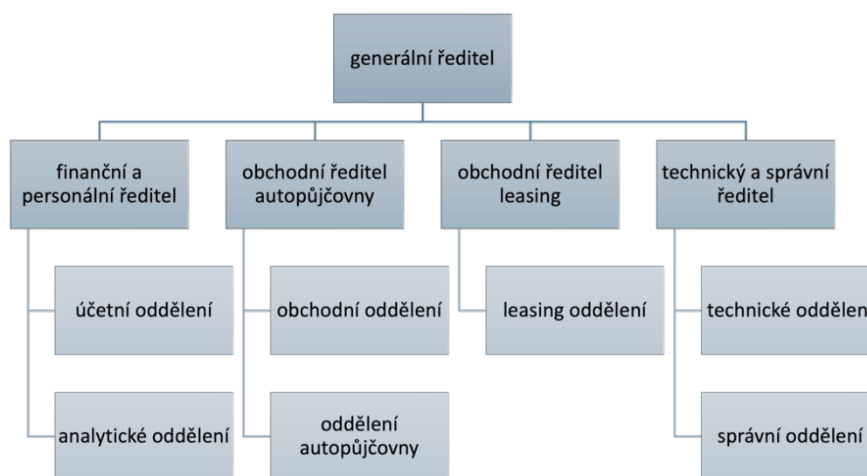 generální ředitel
finanční a
personální ředitel
obchodní ředitel
autopůjčovny
obchodní ředitel
leasing
technický a správní
ředitel
účetní oddělení
obchodní oddělení
leasing oddělení
technické oddělen
analytické oddělení
oddělení
autopůjčovny
správní oddělení